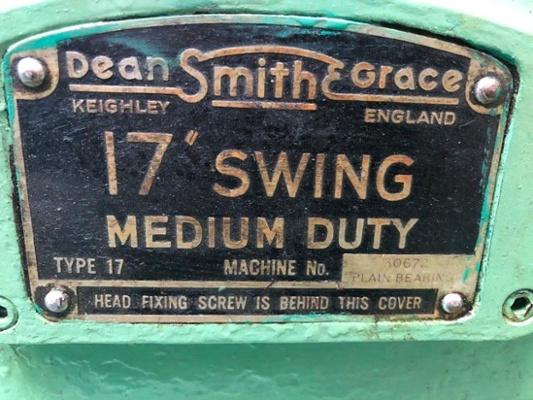 Dean Smith & Grace
KEIGHLEY ENGLAND
17" SWING
MEDIUM DUTY
TYPE 17 MACHINE No.
PLAIN BEARING
HEAD FIXING SCREW IS BEHIND THIS COVER